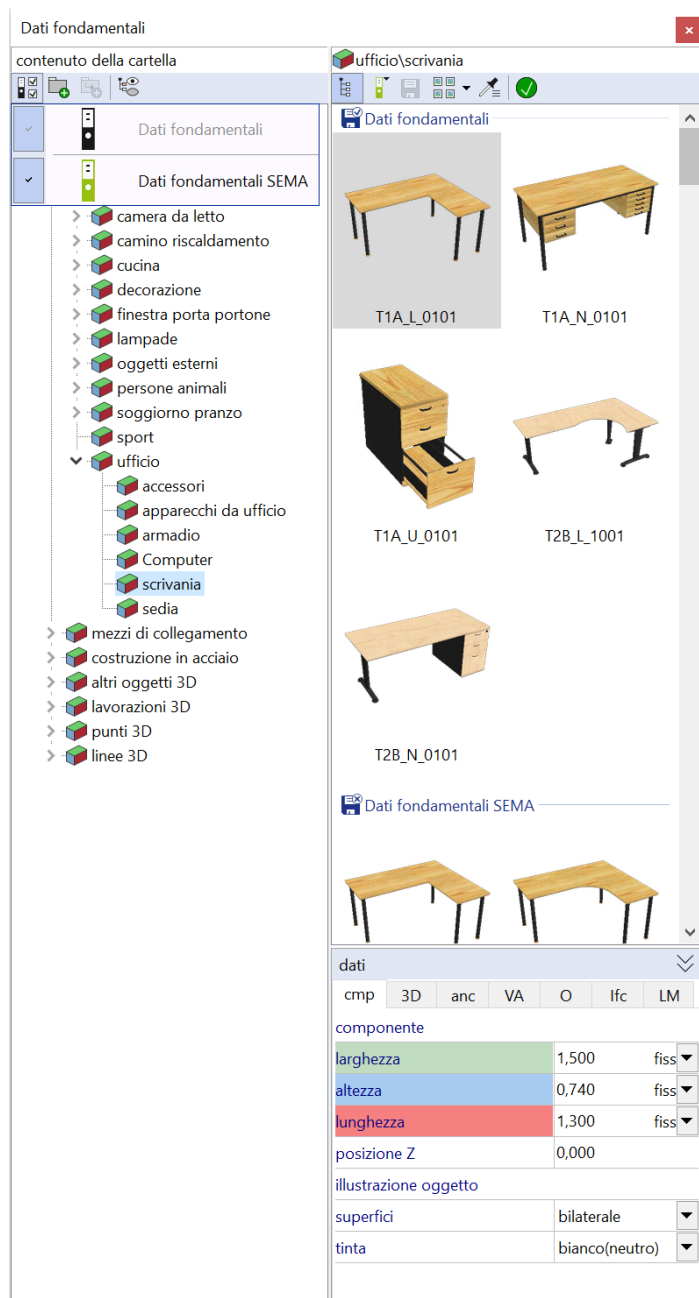 Dati fondamentali
contenuto della cartella
Dati fondamentali
Dati fondamentali SEMA
camera da letto
camino riscaldamento
cucina
decorazione
finestra porta portone
lampade
oggetti esterni
persone animali
soggiorno pranzo
sport
ufficio
accessori
apparecchi da ufficio
armadio
Computer
scrivania
sedia
mezzi di collegamento
costruzione in acciaio
altri oggetti 3D
lavorazioni 3D
punti 3D
linee 3D
ufficio\scrivania
Dati fondamentali
T1A_L_0101 T1A_N_0101
T1A_U_0101 T2B_L_1001
T2B_N_0101
Dati fondamentali SEMA
dati
cmp 3D anc VA O Ifc LM
componente
larghezza 1,500 fiss
altezza 0,740 fiss
lunghezza 1,300 fiss
posizione Z 0,000
illustrazione oggetto
superfici bilaterale
tinta bianco(neutro)